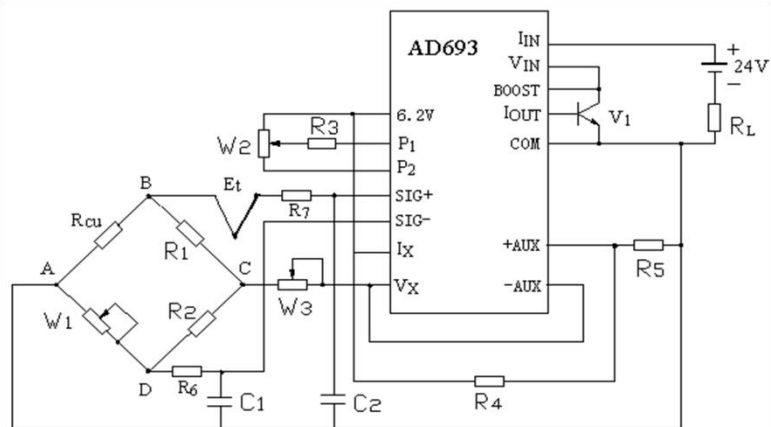 AD693
IIN
VIN
BOOST
IOUT
COM
+AUX
-AUX
6.2V
P1
P2
SIG+
SIG-
IX
VX
+
24V
-
V1
RL
W2
R3
B
Et
R7
Rcu
R1
A
C
W3
W1
R2
D
R6
C1
C2
R4
R5